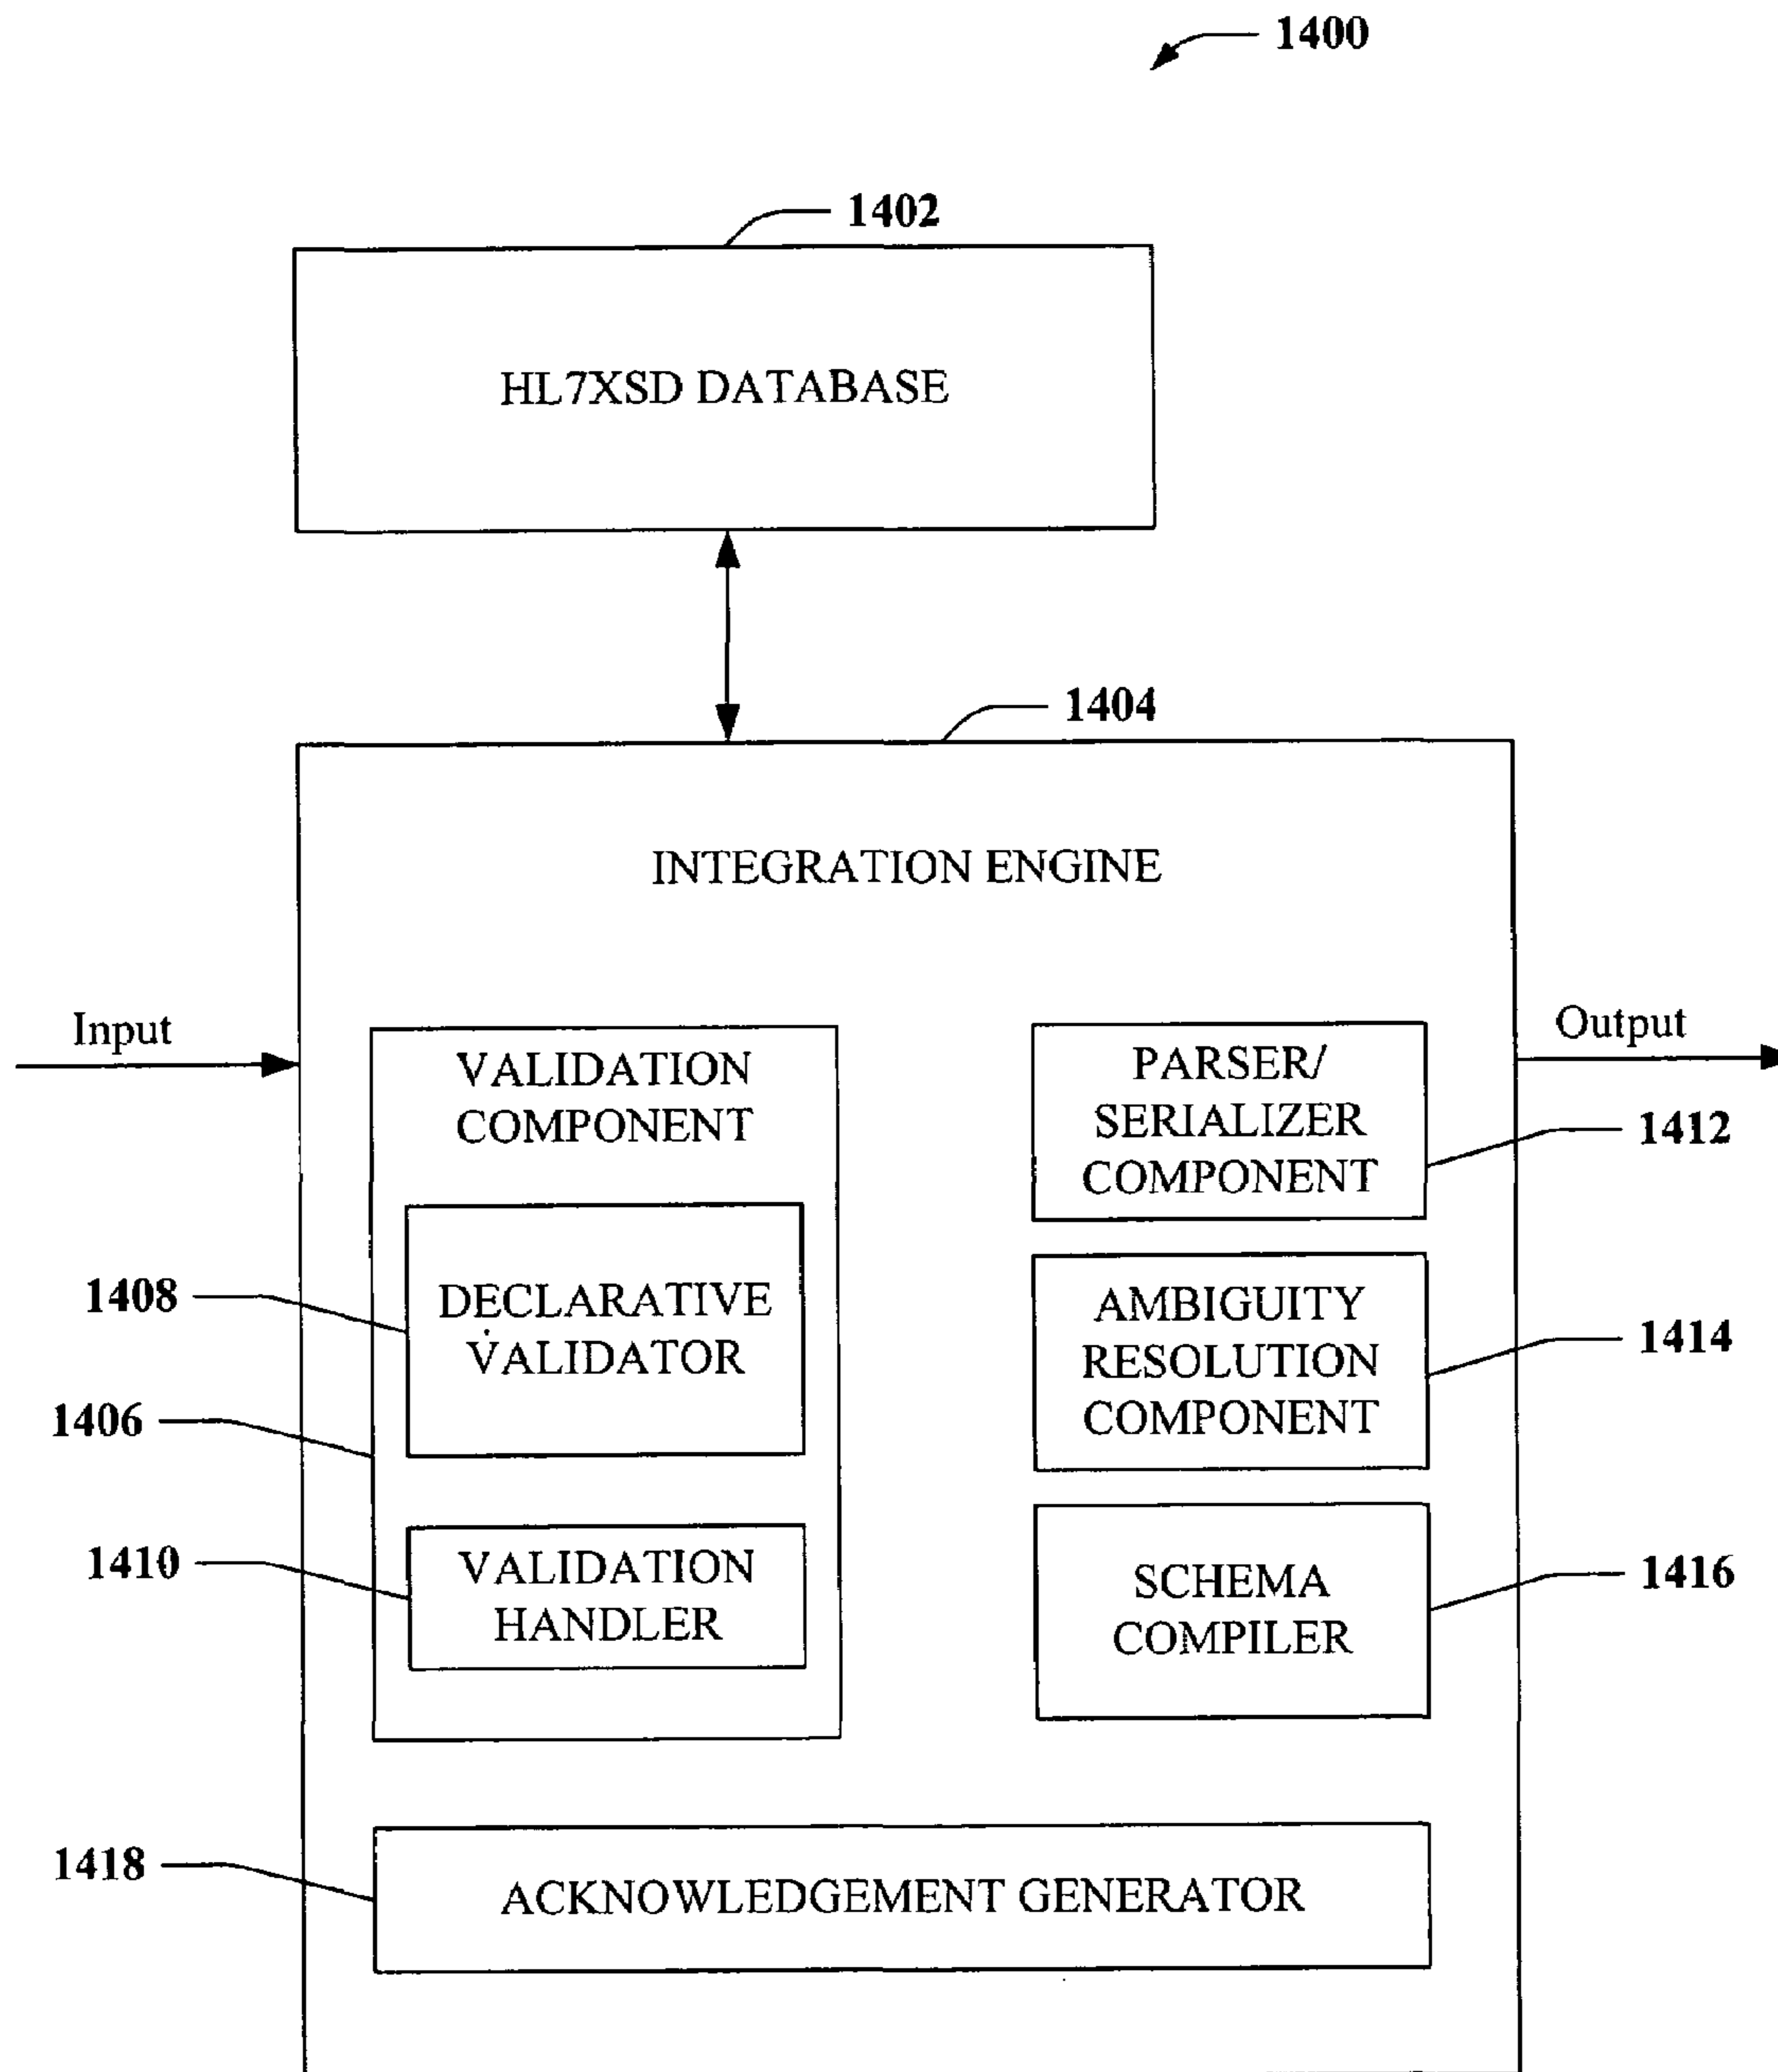 1400
1402
HL7XSD DATABASE
1404
INTEGRATION ENGINE
Input
Output
VALIDATION
COMPONENT
PARSER/
SERIALIZER
COMPONENT
1412
1408
DECLARATIVE
VALIDATOR
AMBIGUITY
RESOLUTION
COMPONENT
1414
1406
1410
VALIDATION
HANDLER
SCHEMA
COMPILER
1416
1418
ACKNOWLEDGEMENT GENERATOR